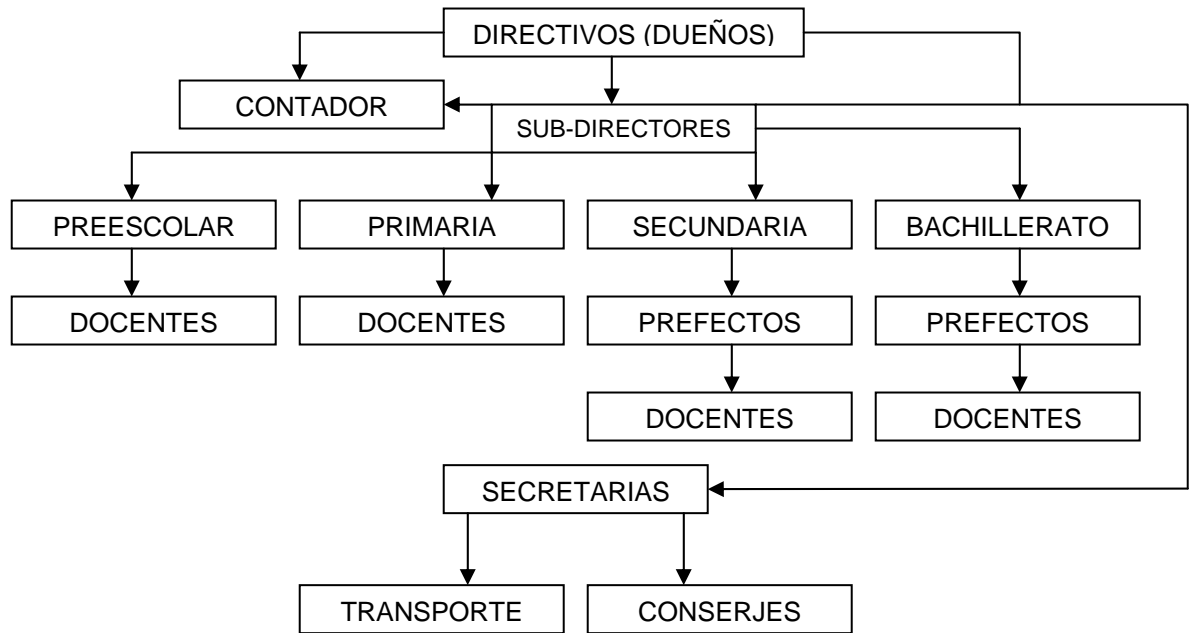 DIRECTIVOS (DUEÑOS)
CONTADOR
SUB-DIRECTORES
PREESCOLAR
PRIMARIA
SECUNDARIA
BACHILLERATO
DOCENTES
DOCENTES
PREFECTOS
PREFECTOS
DOCENTES
DOCENTES
SECRETARIAS
TRANSPORTE
CONSERJES